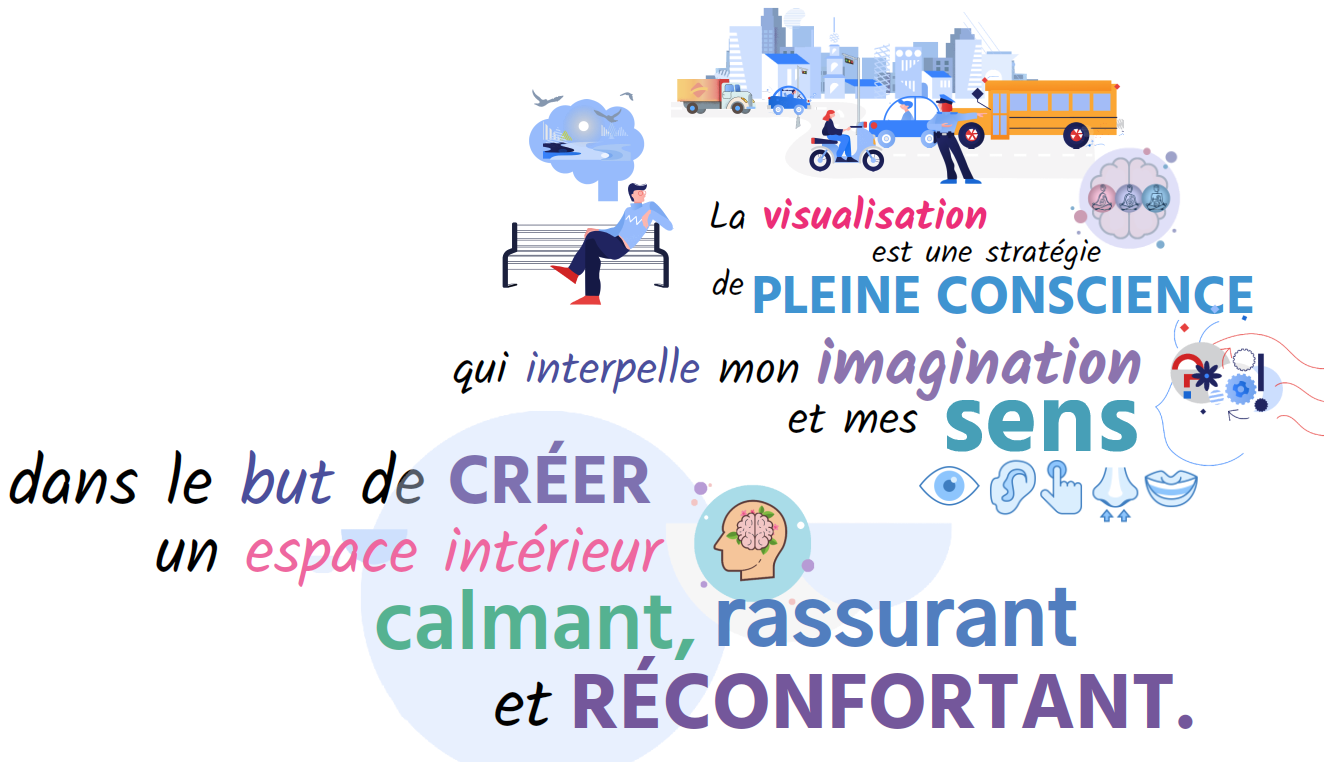 La visualisation
est une stratégie
de PLEINE CONSCIENCE
qui interpelle mon imagination
et mes sens
dans le but de CRÉER
un espace intérieur
calmant, rassurant
et RÉCONFORTANT.